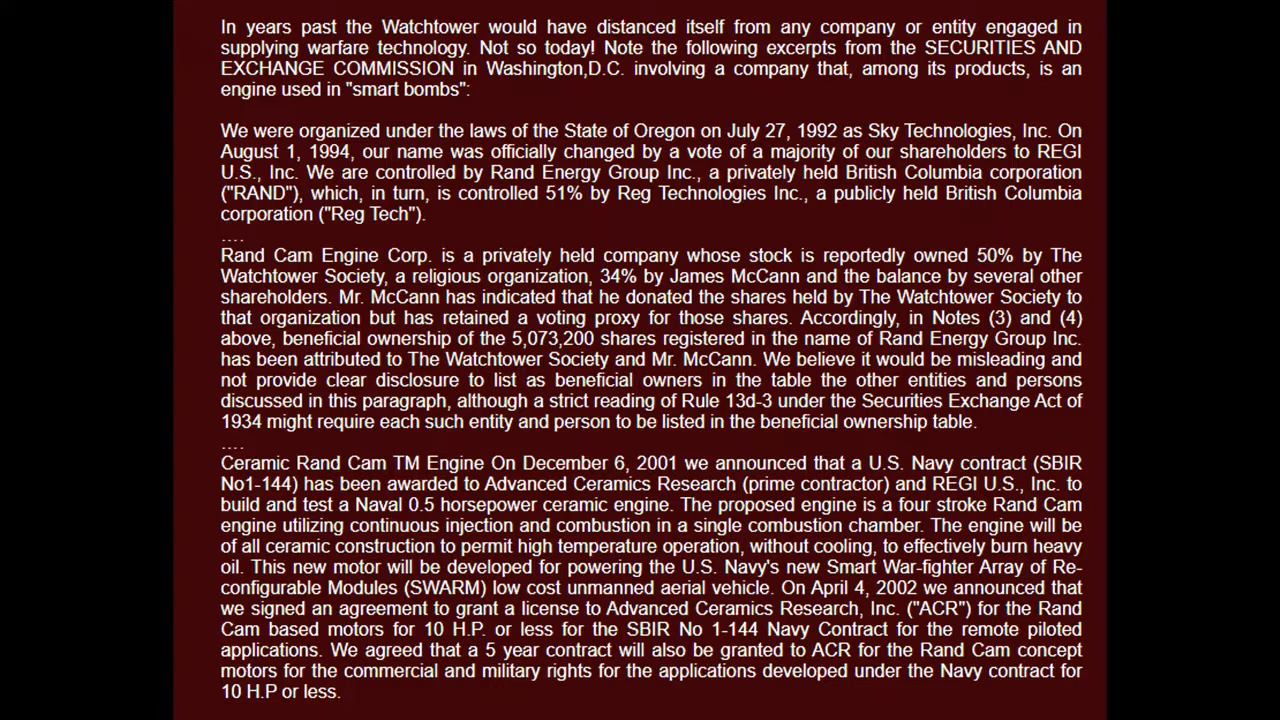 In years past the Watchtower would have distanced itself from any company or entity engaged in
supplying warfare technology. Not so today! Note the following excerpts from the SECURITIES AND
EXCHANGE COMMISSION in Washington,D.C. involving a company that, among its products, is an
engine used in "smart bombs":
We were organized under the laws of the State of Oregon on July 27, 1992 as Sky Technologies, Inc. On
August 1, 1994, our name was officially changed by a vote of a majority of our shareholders to REGI
U.S., Inc. We are controlled by Rand Energy Group Inc., a privately held British Columbia corporation
("RAND"), which, in turn, is controlled 51% by Reg Technologies Inc., a publicly held British Columbia
corporation ("Reg Tech").
....
Rand Cam Engine Corp. is a privately held company whose stock is reportedly owned 50% by The
Watchtower Society, a religious organization, 34% by James McCann and the balance by several other
shareholders. Mr. McCann has indicated that he donated the shares held by The Watchtower Society to
that organization but has retained a voting proxy for those shares. Accordingly, in Notes (3) and (4)
above, beneficial ownership of the 5,073,200 shares registered in the name of Rand Energy Group Inc.
has been attributed to The Watchtower Society and Mr. McCann. We believe it would be misleading and
not provide clear disclosure to list as beneficial owners in the table the other entities and persons
discussed in this paragraph, although a strict reading of Rule 13d-3 under the Securities Exchange Act of
1934 might require each such entity and person to be listed in the beneficial ownership table.
....
Ceramic Rand Cam TM Engine On December 6, 2001 we announced that a U.S. Navy contract (SBIR
No1-144) has been awarded to Advanced Ceramics Research (prime contractor) and REGI U.S., Inc. to
build and test a Naval 0.5 horsepower ceramic engine. The proposed engine is a four stroke Rand Cam
engine utilizing continuous injection and combustion in a single combustion chamber. The engine will be
of all ceramic construction to permit high temperature operation, without cooling, to effectively burn heavy
oil. This new motor will be developed for powering the U.S. Navy's new Smart War-fighter Array of Re-
configurable Modules (SWARM) low cost unmanned aerial vehicle. On April 4, 2002 we announced that
we signed an agreement to grant a license to Advanced Ceramics Research, Inc. ("ACR") for the Rand
Cam based motors for 10 H.P. or less for the SBIR No 1-144 Navy Contract for the remote piloted
applications. We agreed that a 5 year contract will also be granted to ACR for the Rand Cam concept
motors for the commercial and military rights for the applications developed under the Navy contract for
10 H.P or less.